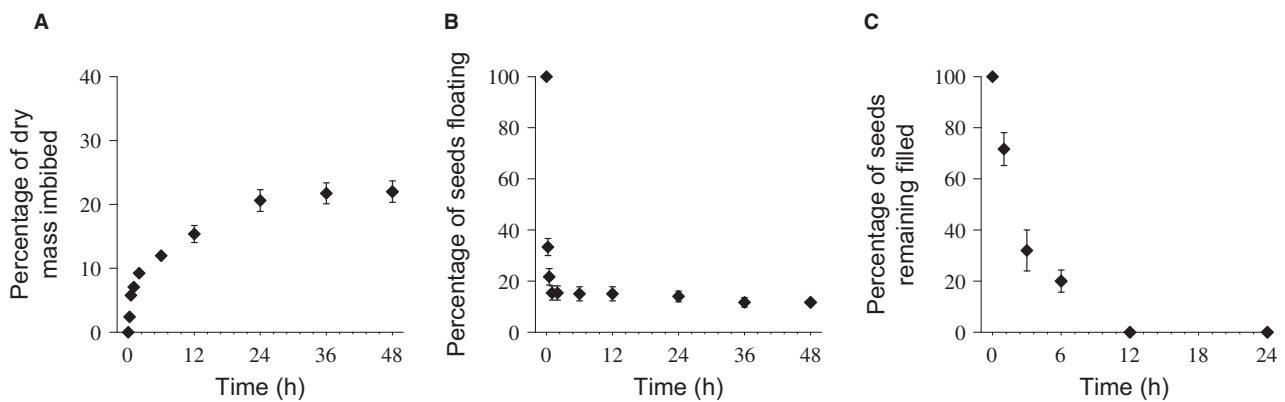 A
Percentage of dry
mass imbibed
40
30
20
10
0
0 12 24 36 48
Time (h)
B
Percentage of seeds floating
100
80
60
40
20
0
0 12 24 36 48
Time (h)
C
Percentage of seeds
remaining filled
100
80
60
40
20
0
0 6 12 18 24
Time (h)